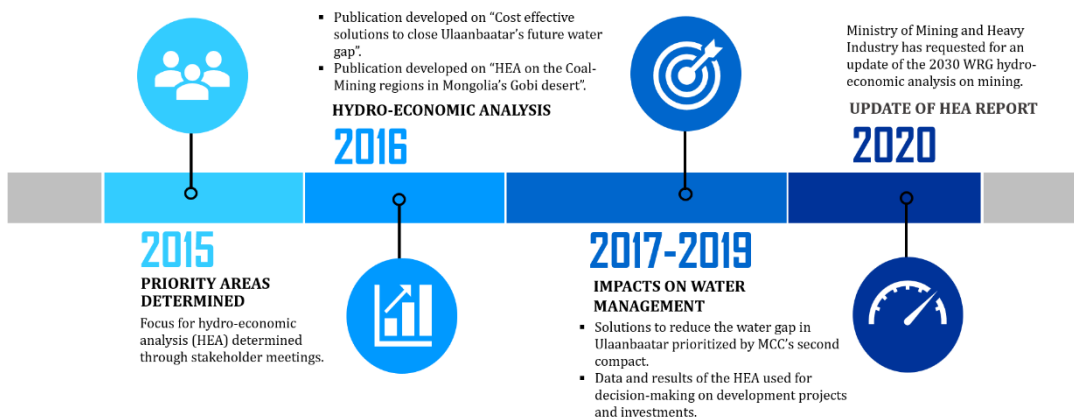 2015
PRIORITY AREAS
DETERMINED
Focus for hydro-economic
analysis (HEA) determined
through stakeholder meetings.
▪ Publication developed on “Cost effective
solutions to close Ulaanbaatar’s future water
gap”.
▪ Publication developed on “HEA on the Coal-
Mining regions in Mongolia’s Gobi desert”.
HYDRO-ECONOMIC ANALYSIS
2016
2017-2019
IMPACTS ON WATER
MANAGEMENT
▪ Solutions to reduce the water gap in
Ulaanbaatar prioritized by MCC’s second
compact.
▪ Data and results of the HEA used for
decision-making on development projects
and investments.
Ministry of Mining and Heavy
Industry has requested for an
update of the 2030 WRG hydro-
economic analysis on mining.
UPDATE OF HEA REPORT
2020